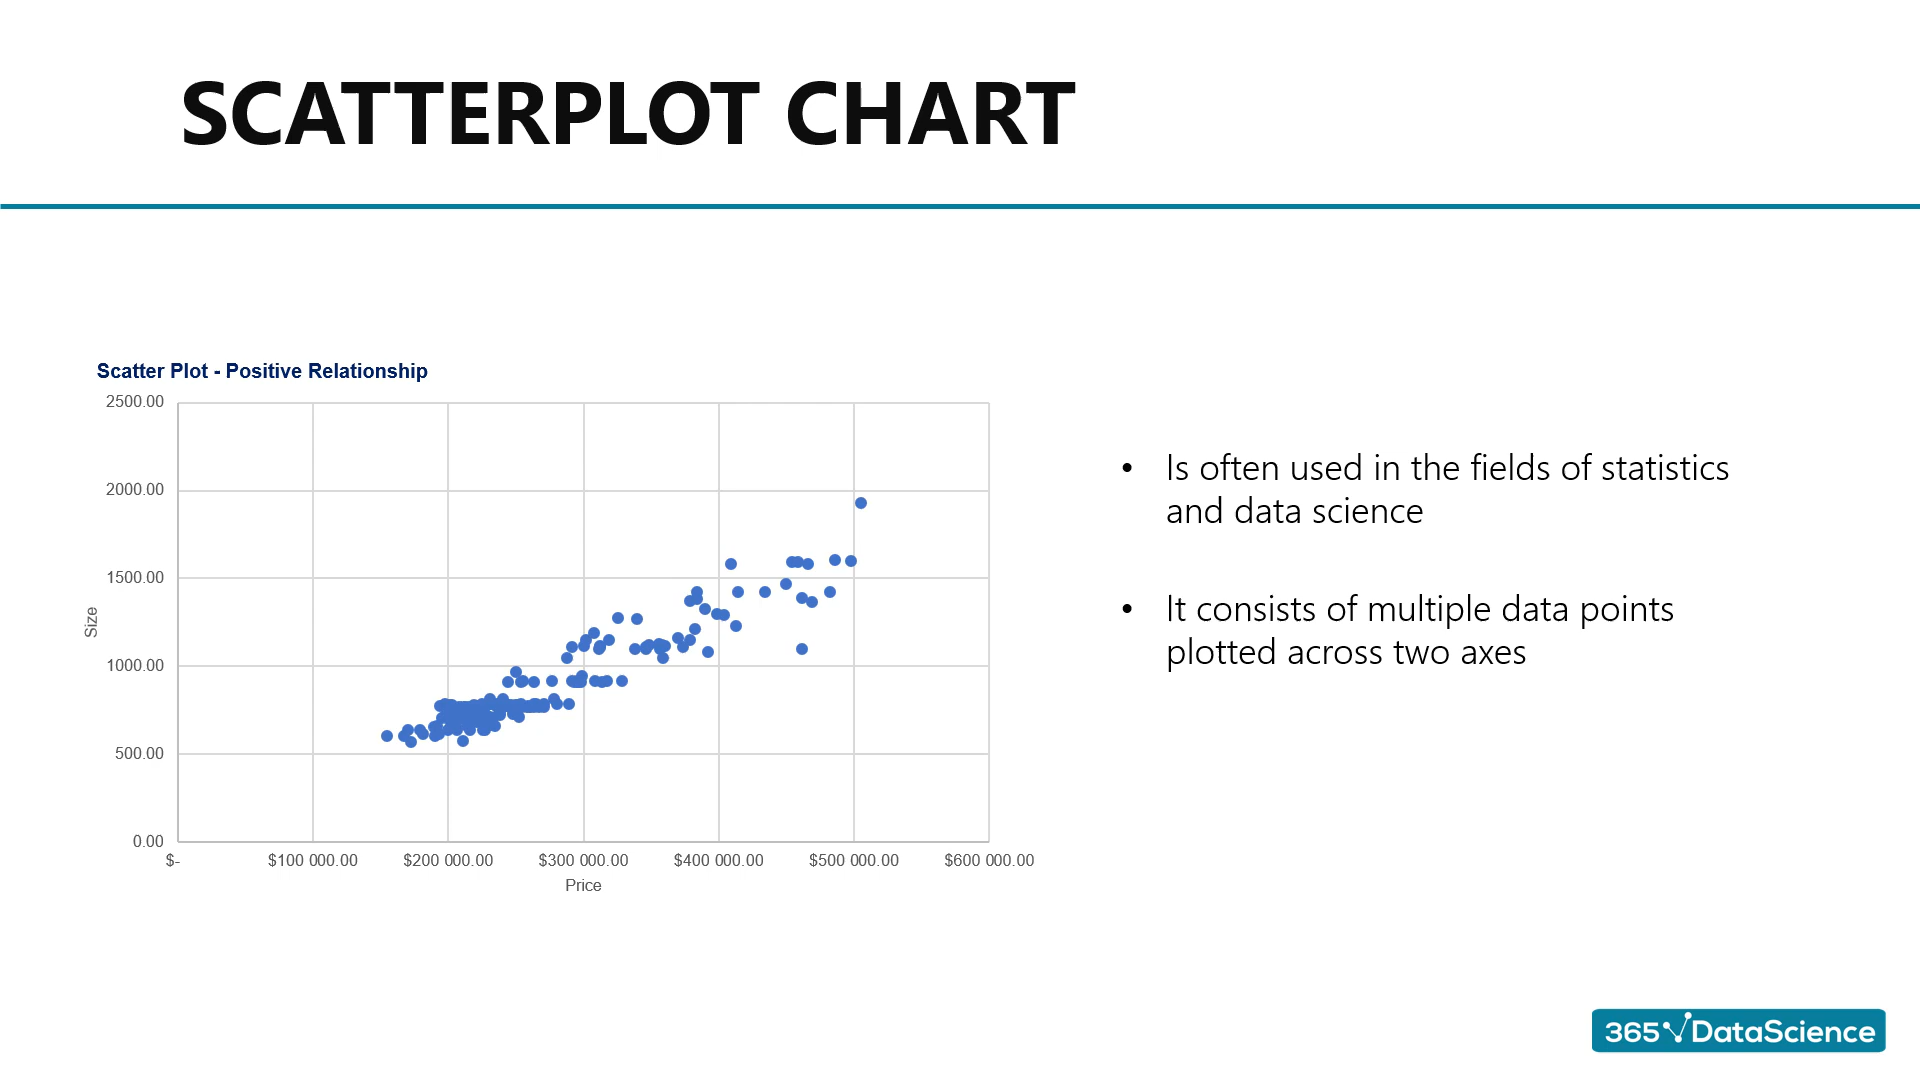 SCATTERPLOT CHART
Scatter Plot - Positive Relationship
2500.00
2000.00
1500.00
1000.00
500.00
0.00
Size
$-
$100 000.00
$200 000.00
$300 000.00
$400 000.00
$500 000.00
$600 000.00
Price
• Is often used in the fields of statistics
and data science
• It consists of multiple data points
plotted across two axes
365 DataScience